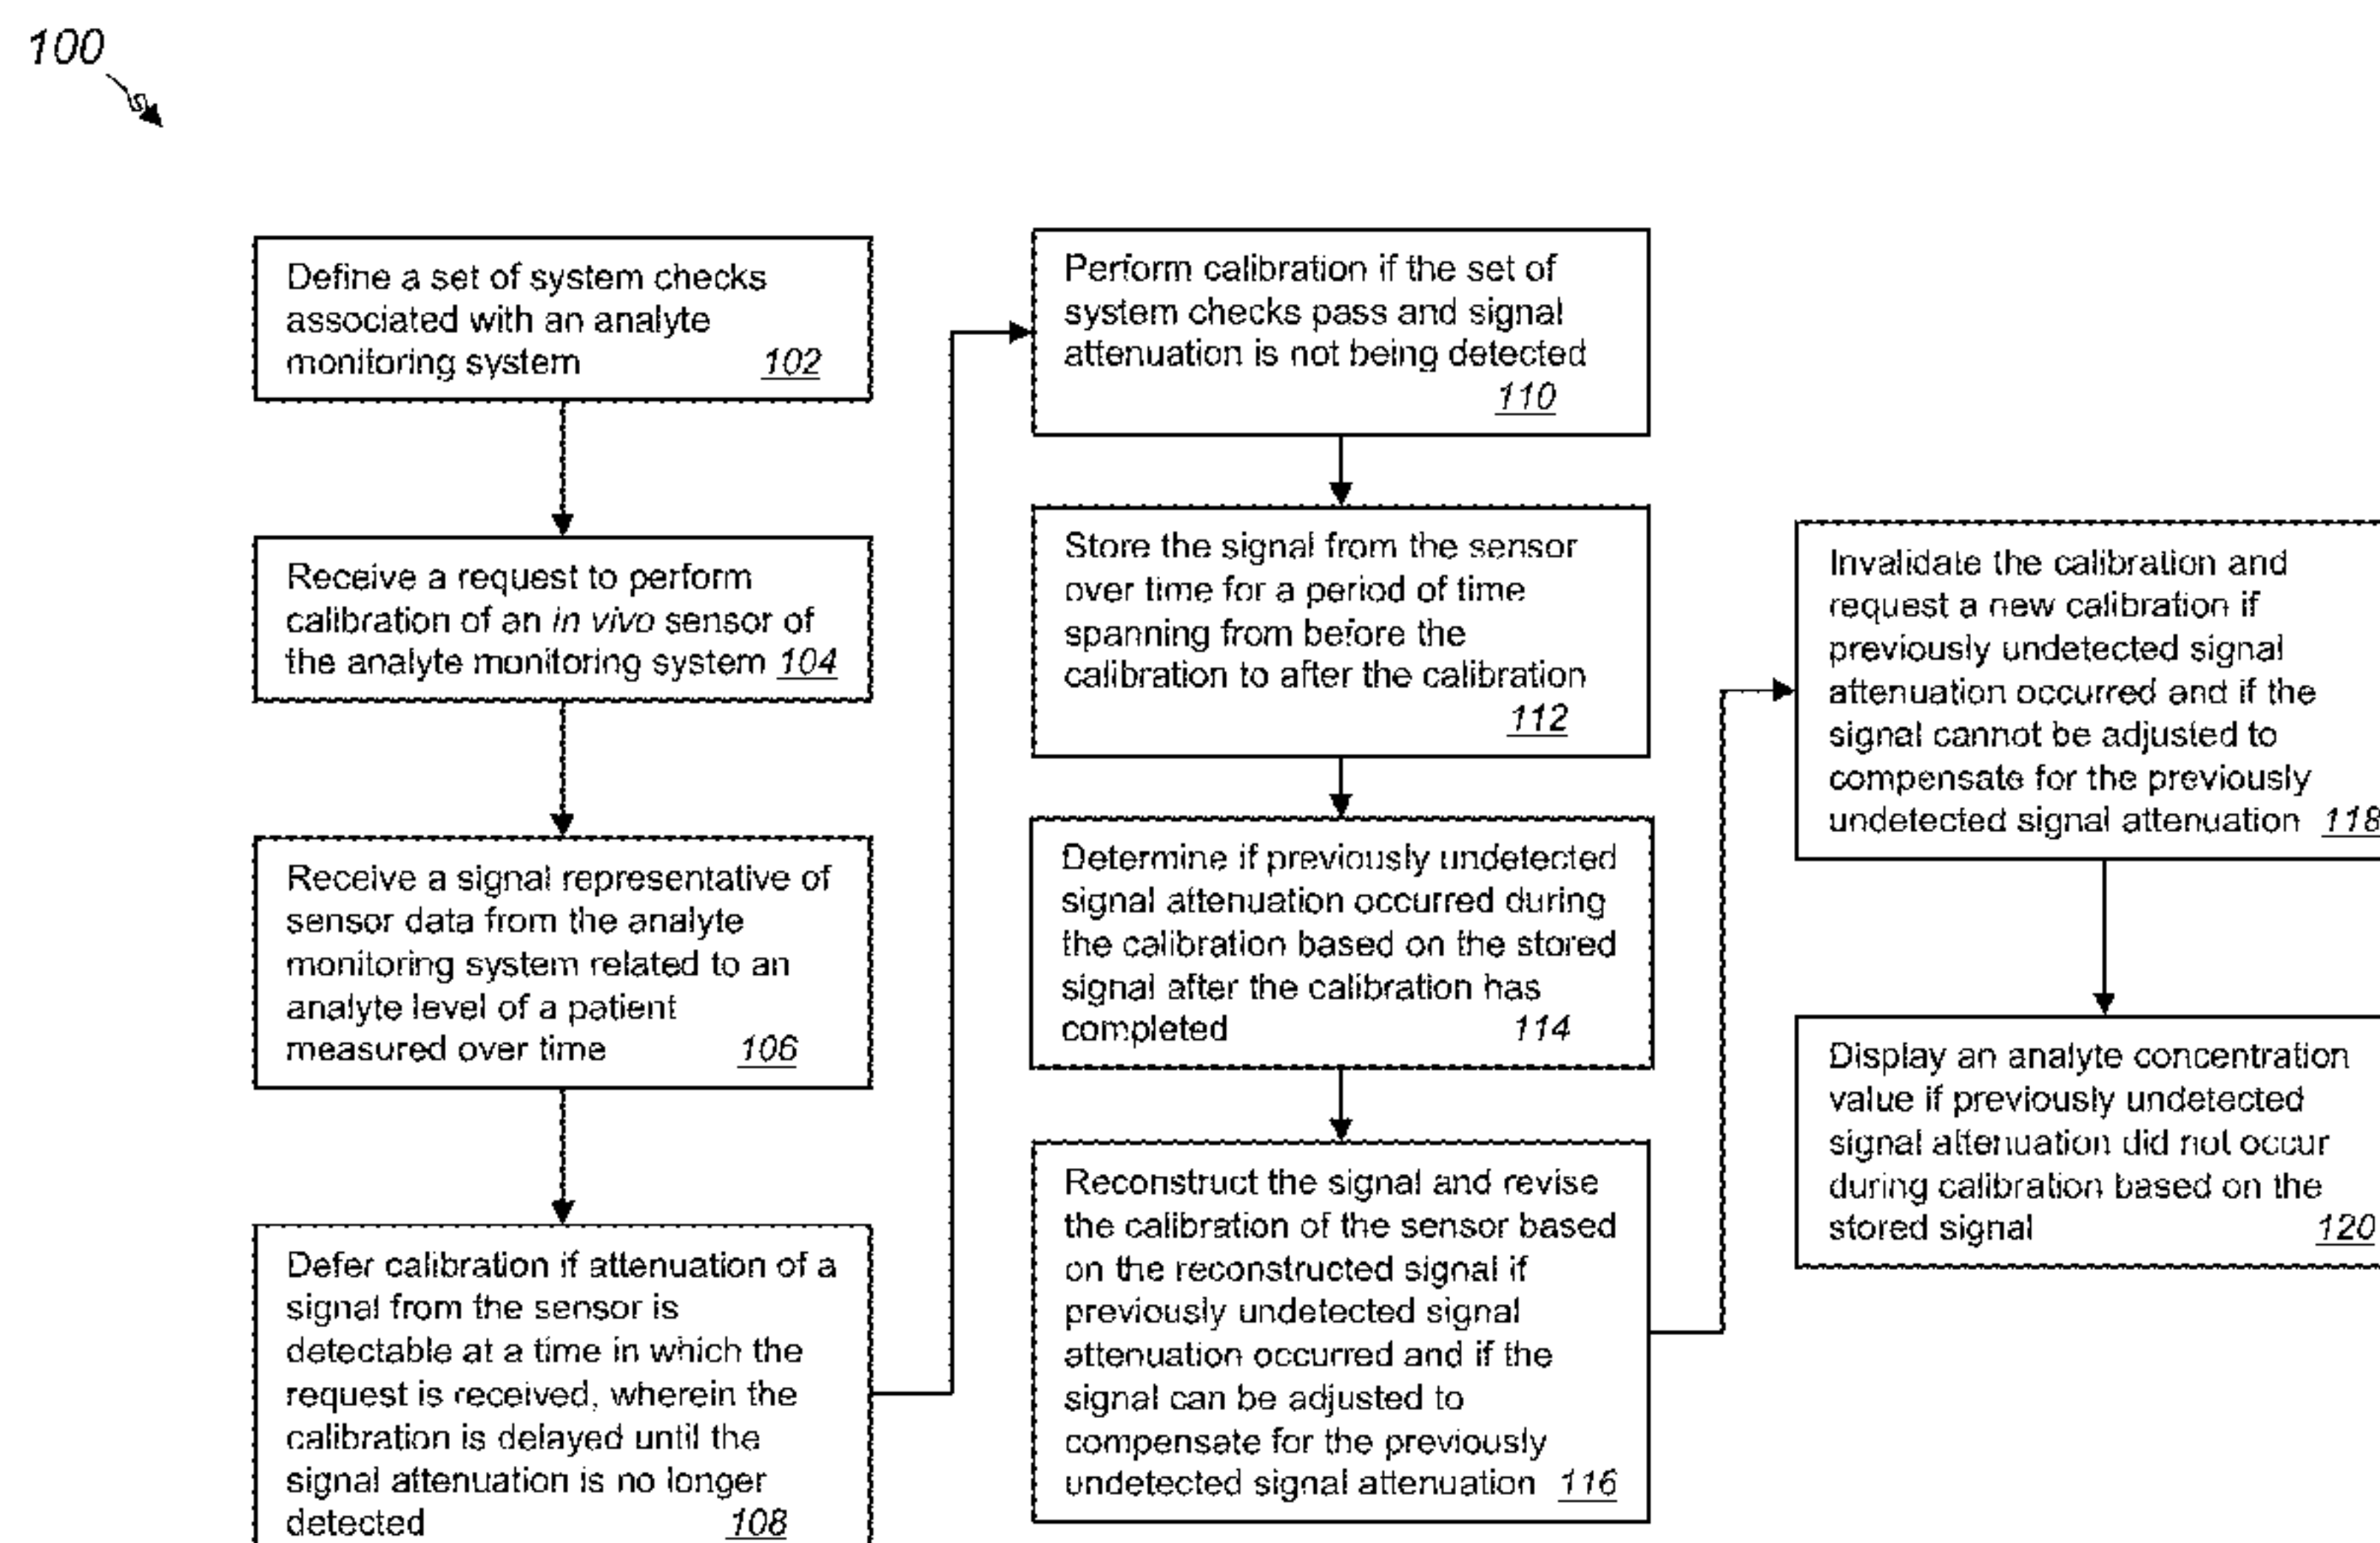 100
Define a set of system checks
associated with an analyte
monitoring system 102
Receive a request to perform
calibration of an in vivo sensor of
the analyte monitoring system 104
Receive a signal representative of
sensor data from the analyte
monitoring system related to an
analyte level of a patient
measured over time 106
Defer calibration if attenuation of a
signal from the sensor is
detectable at a time in which the
request is received, wherein the
calibration is delayed until the
signal attenuation is no longer
detected 108
Perform calibration if the set of
system checks pass and signal
attenuation is not being detected
110
Store the signal from the sensor
over time for a period of time
spanning from before the
calibration to after the calibration
112
Determine if previously undetected
signal attenuation occurred during
the calibration based on the stored
signal after the calibration has
completed 114
Reconstruct the signal and revise
the calibration of the sensor based
on the reconstructed signal if
previously undetected signal
attenuation occurred and if the
signal can be adjusted to
compensate for the previously
undetected signal attenuation 116
Invalidate the calibration and
request a new calibration if
previously undetected signal
attenuation occurred and if the
signal cannot be adjusted to
compensate for the previously
undetected signal attenuation 118
Display an analyte concentration
value if previously undetected
signal attenuation did not occur
during calibration based on the
stored signal 120